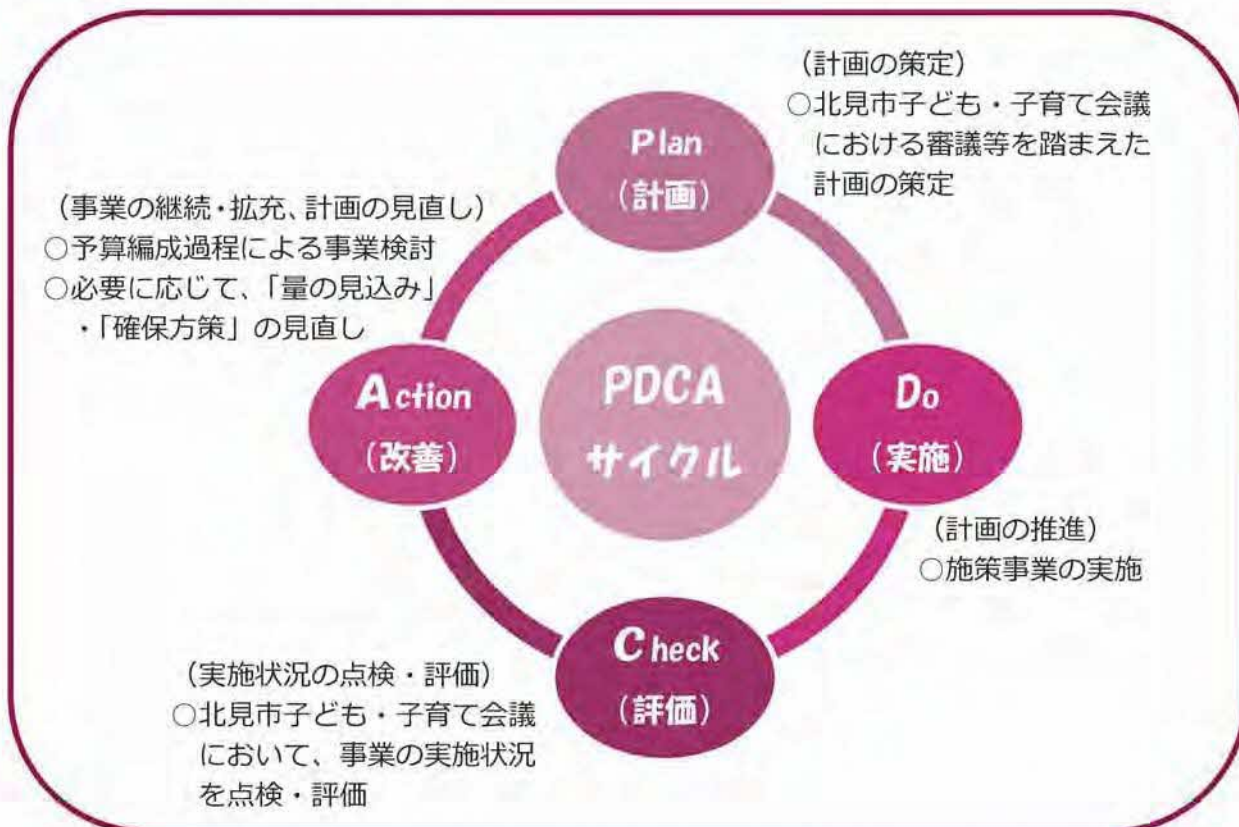 Plan
（計画）
（計画の策定）
○北見市子ども・子育て会議
における審議等を踏まえた
計画の策定
Do
（実施）
（計画の推進）
○施策事業の実施
Check
（評価）
（実施状況の点検・評価）
○北見市子ども・子育て会議
において、事業の実施状況
を点検・評価
Action
（改善）
（事業の継続・拡充、計画の見直し）
○予算編成過程による事業検討
○必要に応じて、「量の見込み」
・「確保方策」の見直し
PDCA
サイクル